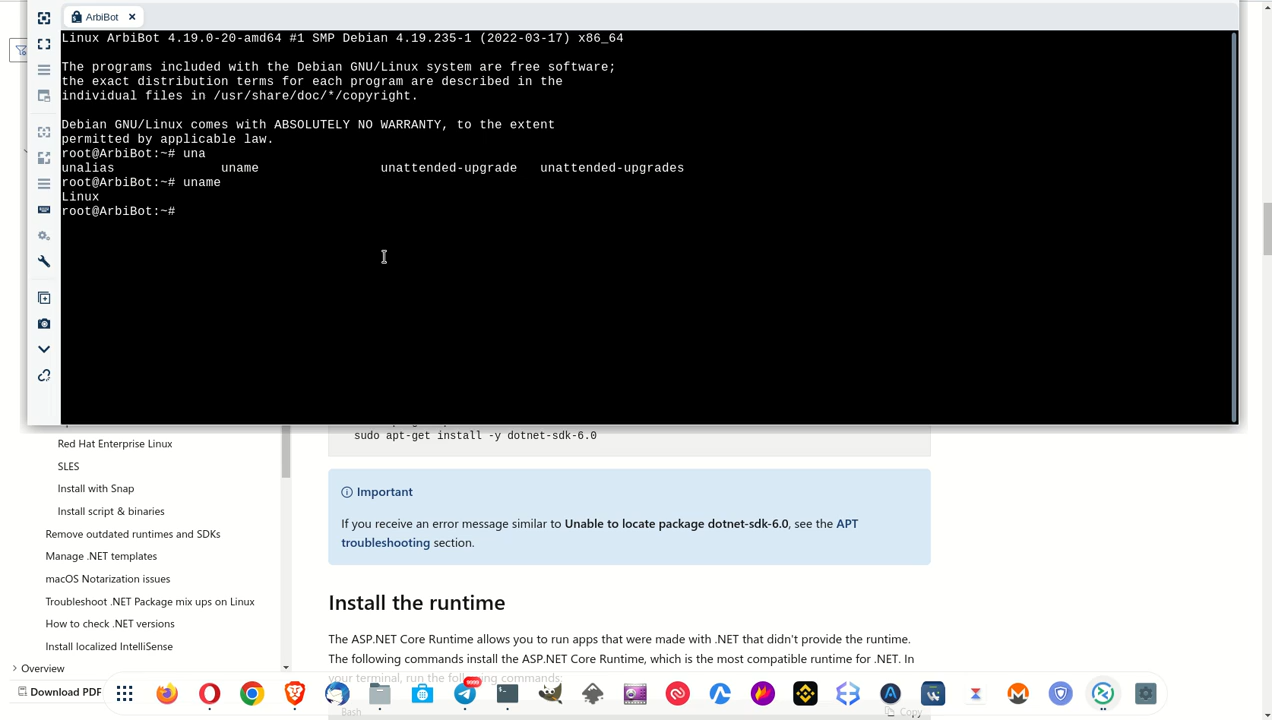 ArbiBot
Linux ArbiBot 4.19.0-20-amd64 #1 SMP Debian 4.19.235-1 (2022-03-17) x86_64
The programs included with the Debian GNU/Linux system are free software;
the exact distribution terms for each program are described in the
individual files in /usr/share/doc/*/copyright.
Debian GNU/Linux comes with ABSOLUTELY NO WARRANTY, to the extent
permitted by applicable law.
root@ArbiBot:~# una
unalias uname unattended-upgrade unattended-upgrades
root@ArbiBot:~# uname
Linux
root@ArbiBot:~#
Red Hat Enterprise Linux
SLES
Install with Snap
Install script & binaries
Remove outdated runtimes and SDKs
Manage .NET templates
macOS Notarization issues
Troubleshoot .NET Package mix ups on Linux
How to check .NET versions
Install localized IntelliSense
Overview
Download PDF
sudo apt-get install -y dotnet-sdk-6.0
Important
If you receive an error message similar to Unable to locate package dotnet-sdk-6.0, see the APT
troubleshooting section.
Install the runtime
The ASP.NET Core Runtime allows you to run apps that were made with .NET that didn't provide the runtime.
The following commands install the ASP.NET Core Runtime, which is the most compatible runtime for .NET. In
your terminal, run the following commands:
Bash
Copy
9999